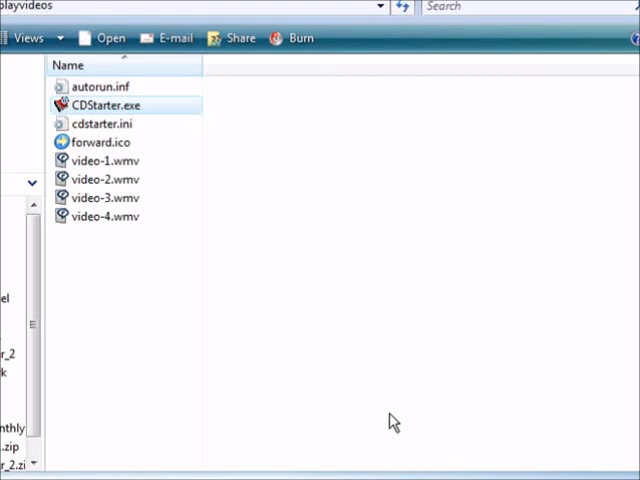 playvideos
Search
Views Open E-mail Share Burn
Name
autorun.inf
CDStarter.exe
cdstarter.ini
forward.ico
video-1.wmv
video-2.wmv
video-3.wmv
video-4.wmv
el
r_2
k
nthly
.zip
r_2.zi